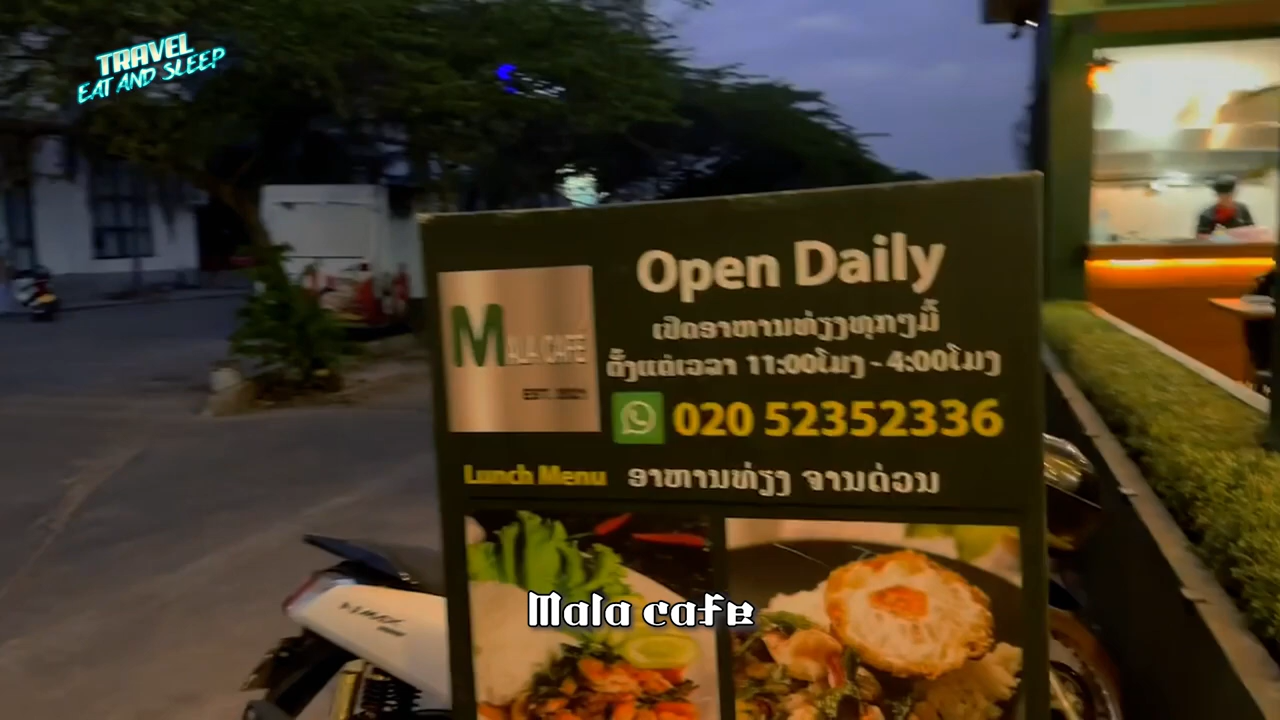 TRAVEL
EAT AND SLEEP
Open Daily
MALA CAFE
EST. 2021
ເປີດອາຫານທ່ຽງທຸກໆມື້
ຕັ້ງແຕ່ເວລາ 11:00ໂມງ - 4:00ໂມງ
020 52352336
Lunch Menu ອາຫານທ່ຽງ ຈານດ່ວນ
Mala cafe